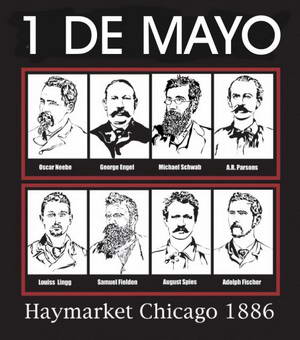 1 DE MAYO
Oscar Neebe George Engel Michael Schwab A.R. Parsons
Louiss Lingg Samuel Fielden August Spies Adolph Fischer
Haymarket Chicago 1886